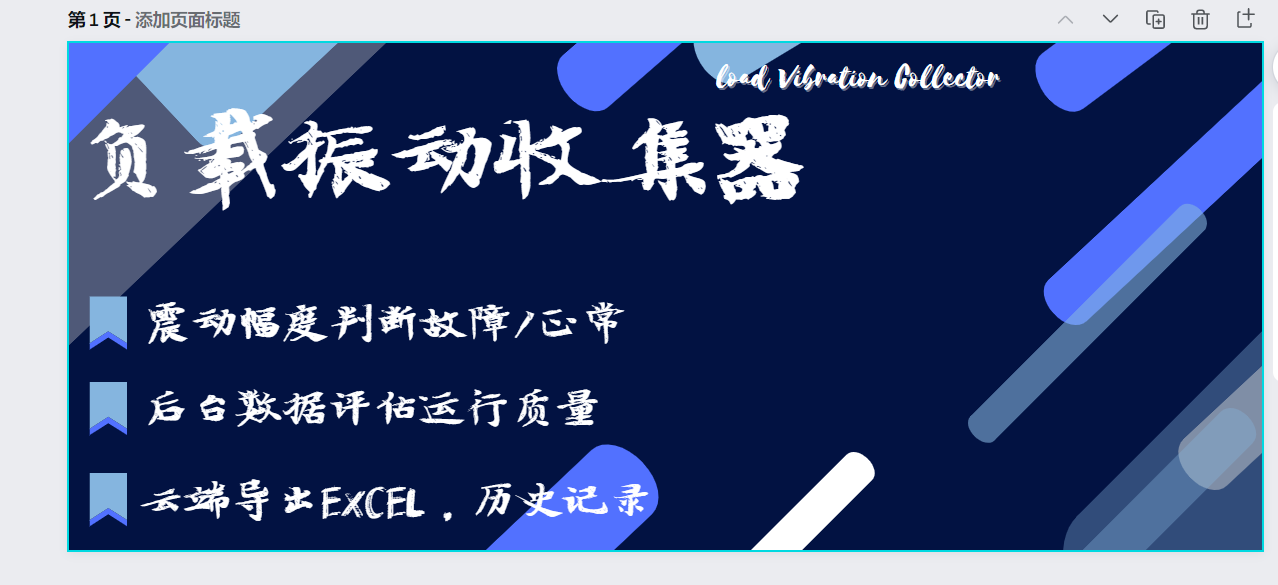 第 1 页 - 添加页面标题
load Vibration Collector
负载振动收集器
震动幅度判断故障/正常
后台数据评估运行质量
云端导出EXCEL，历史记录